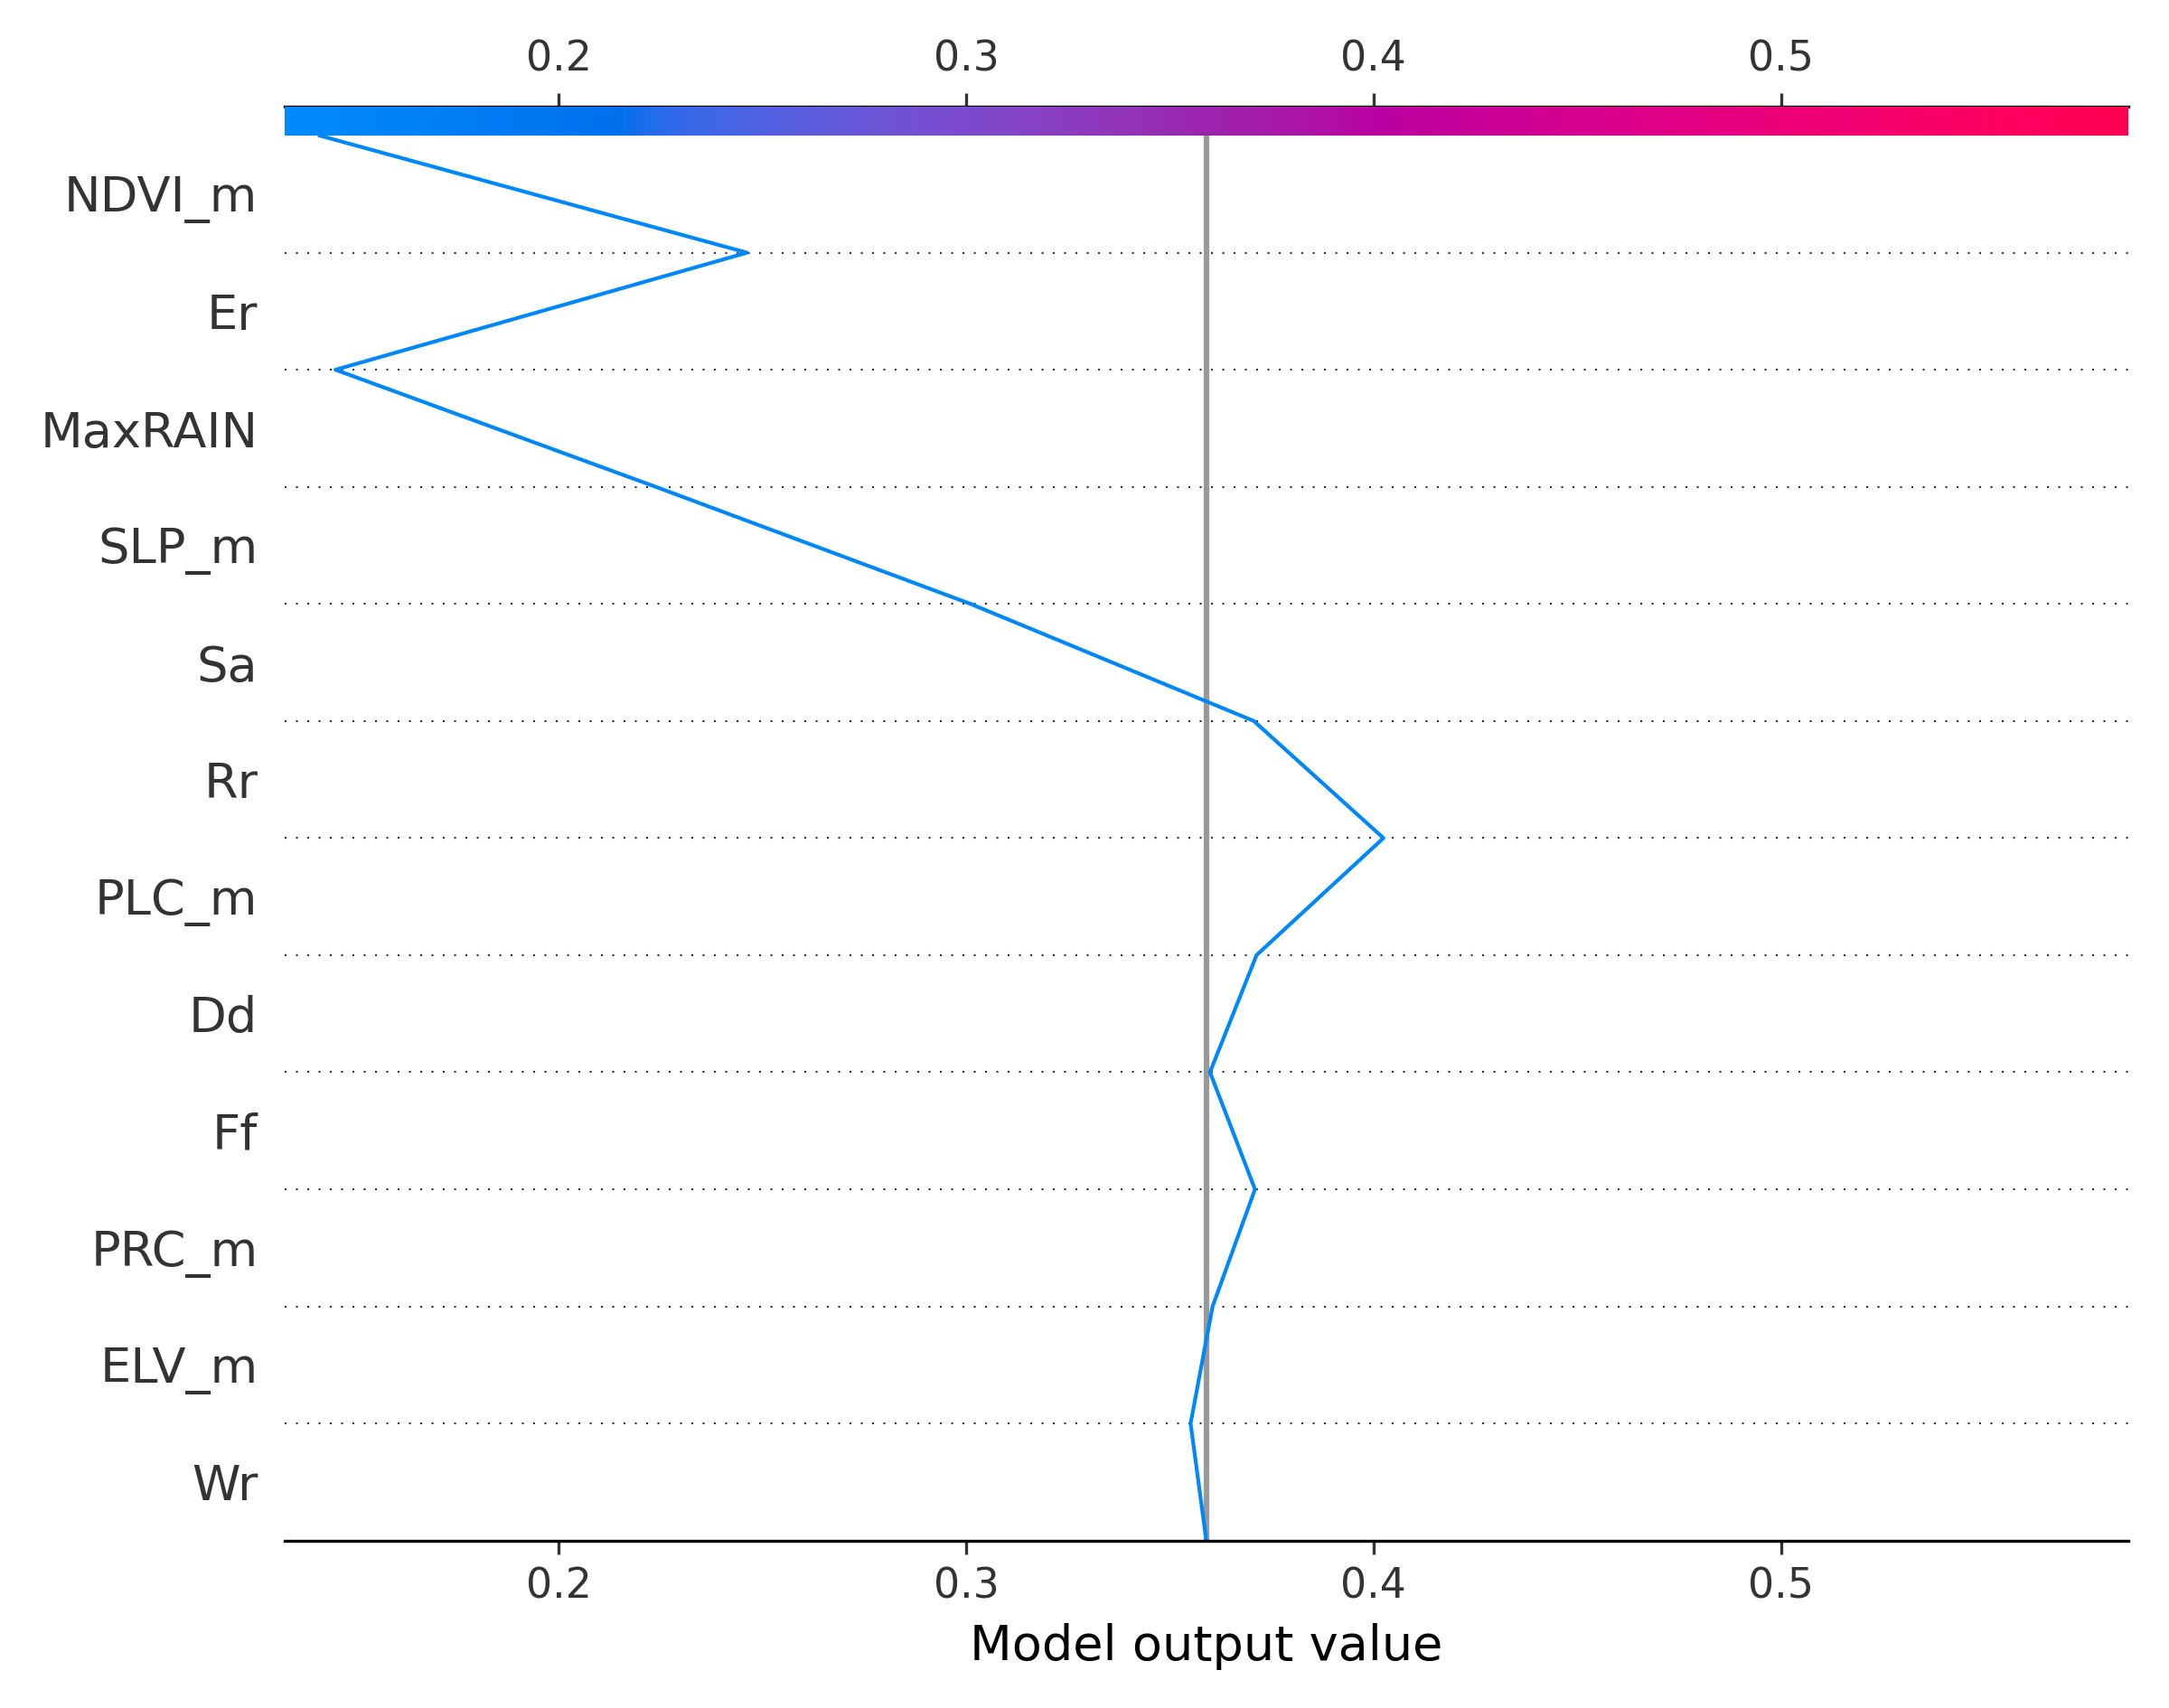 0.2 0.3 0.4 0.5
NDVI_m
Er
MaxRAIN
SLP_m
Sa
Rr
PLC_m
Dd
Ff
PRC_m
ELV_m
Wr
0.2 0.3 0.4 0.5
Model output value